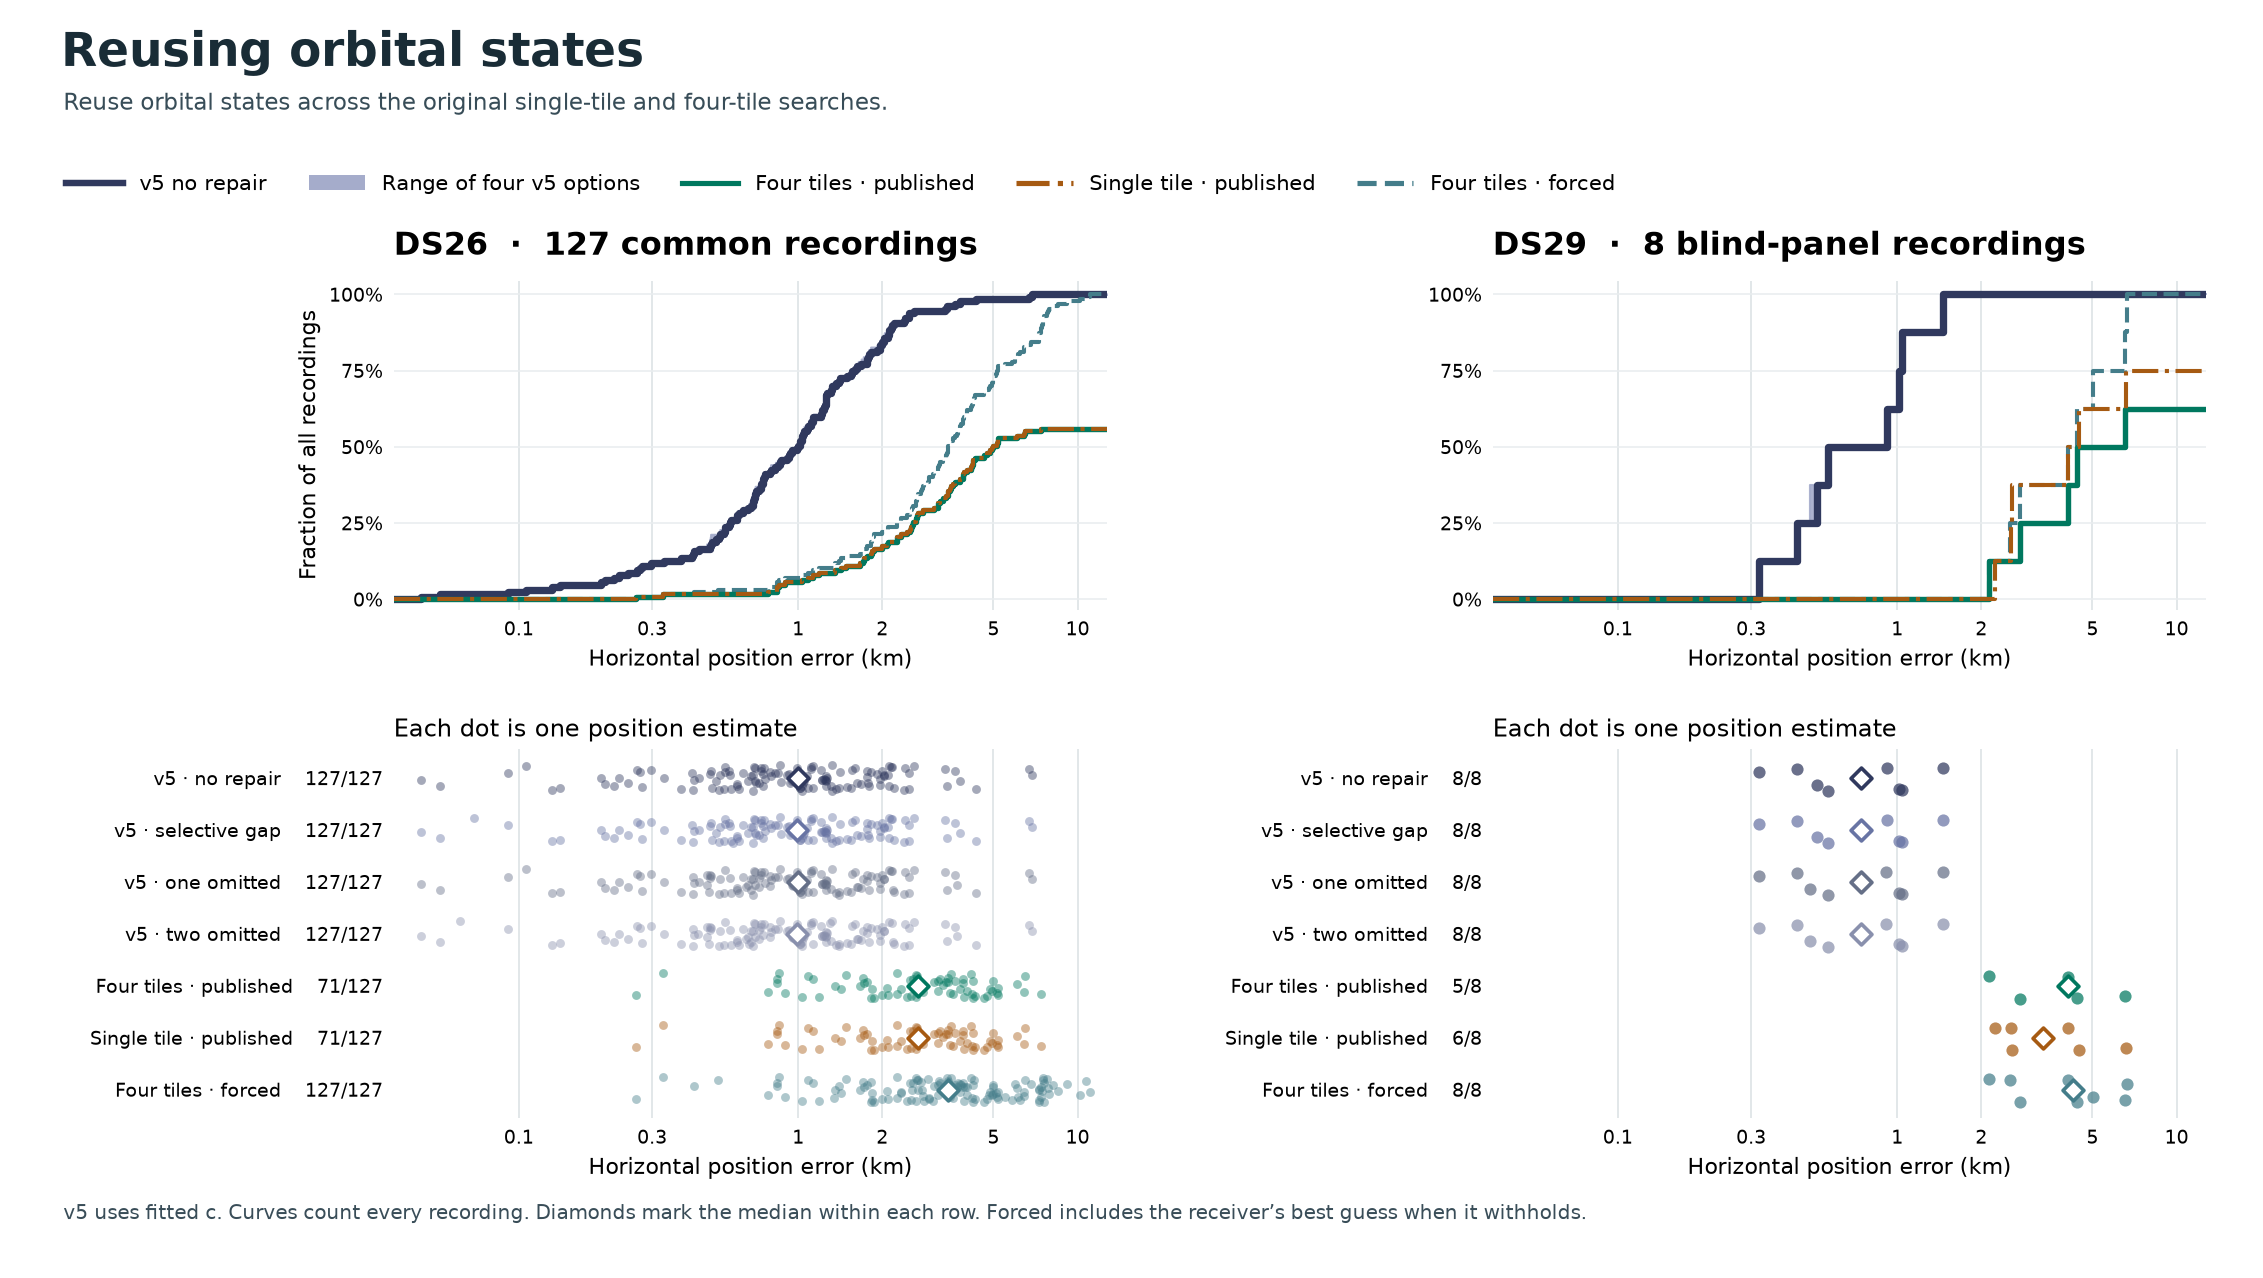 Reusing orbital states
Reuse orbital states across the original single-tile and four-tile searches.
v5 no repair
Range of four v5 options
Four tiles · published
Single tile · published
Four tiles · forced
DS26 · 127 common recordings
Fraction of all recordings
100%
75%
50%
25%
0%
0.1 0.3 1 2 5 10
Horizontal position error (km)
DS29 · 8 blind-panel recordings
100%
75%
50%
25%
0%
0.1 0.3 1 2 5 10
Horizontal position error (km)
Each dot is one position estimate
v5 · no repair 127/127
v5 · selective gap 127/127
v5 · one omitted 127/127
v5 · two omitted 127/127
Four tiles · published 71/127
Single tile · published 71/127
Four tiles · forced 127/127
0.1 0.3 1 2 5 10
Horizontal position error (km)
Each dot is one position estimate
v5 · no repair 8/8
v5 · selective gap 8/8
v5 · one omitted 8/8
v5 · two omitted 8/8
Four tiles · published 5/8
Single tile · published 6/8
Four tiles · forced 8/8
0.1 0.3 1 2 5 10
Horizontal position error (km)
v5 uses fitted c. Curves count every recording. Diamonds mark the median within each row. Forced includes the receiver’s best guess when it withholds.